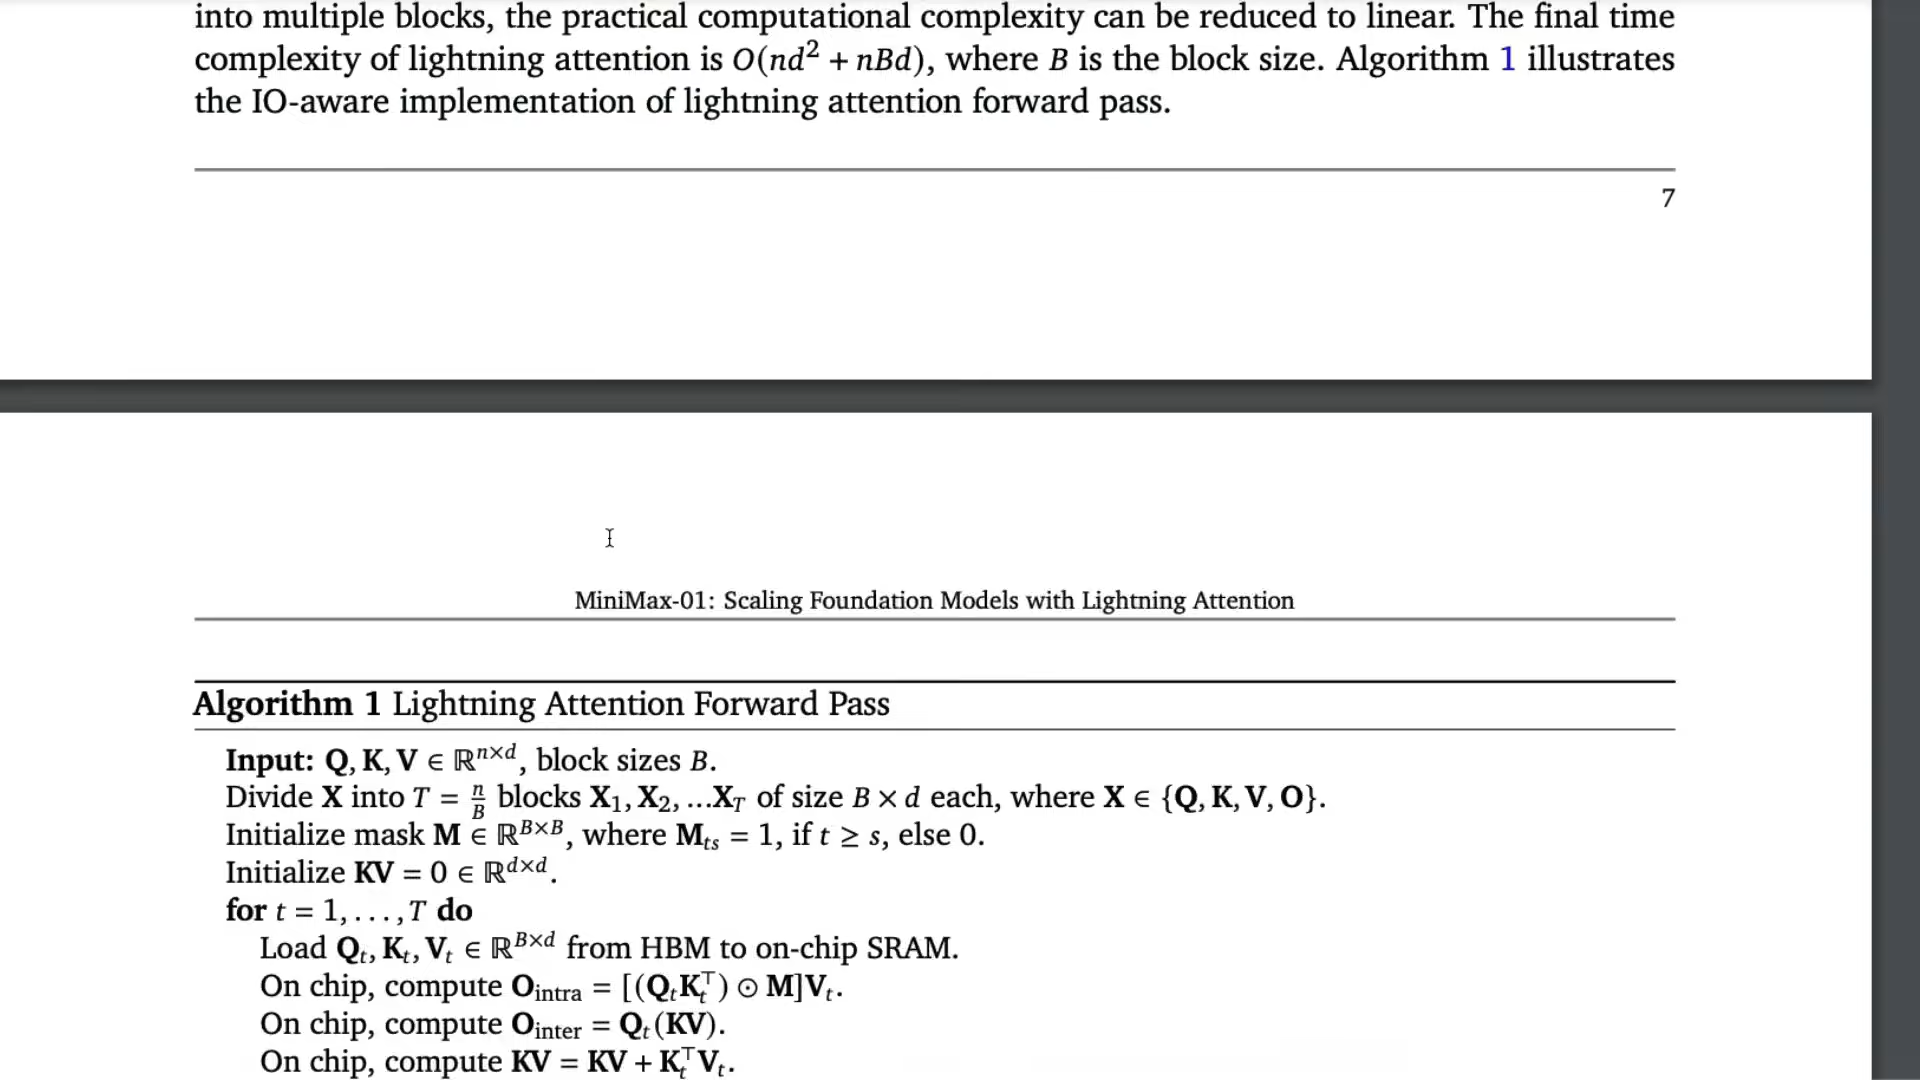 into multiple blocks, the practical computational complexity can be reduced to linear. The final time
complexity of lightning attention is O(nd² + nBd), where B is the block size. Algorithm 1 illustrates
the IO-aware implementation of lightning attention forward pass.
7
MiniMax-01: Scaling Foundation Models with Lightning Attention
Algorithm 1 Lightning Attention Forward Pass
Input: Q, K, V ∈ ℝⁿˣᵈ, block sizes B.
Divide X into T = n/B blocks X₁, X₂, ...X_T of size B × d each, where X ∈ {Q, K, V, O}.
Initialize mask M ∈ ℝ^{B×B}, where M_{ts} = 1, if t ≥ s, else 0.
Initialize KV = 0 ∈ ℝ^{d×d}.
for t = 1, . . . , T do
Load Q_t, K_t, V_t ∈ ℝ^{B×d} from HBM to on-chip SRAM.
On chip, compute O_intra = [(Q_t K_t^⊤) ⊙ M]V_t.
On chip, compute O_inter = Q_t(KV).
On chip, compute KV = KV + K_t^⊤ V_t.